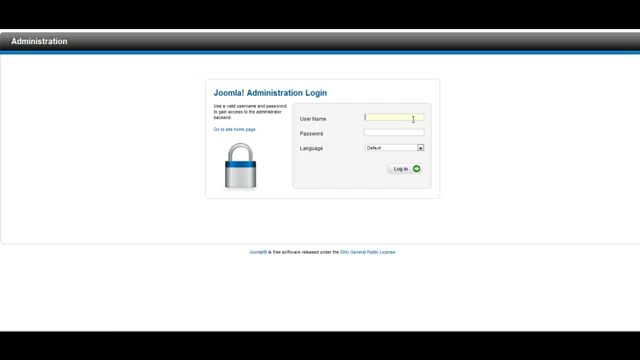 Administration
Joomla! Administration Login
Use a valid username and password
to gain access to the administrator
backend.
Go to site home page
User Name
Password
Language
Default
Log in
Joomla!® is free software released under the GNU General Public License.